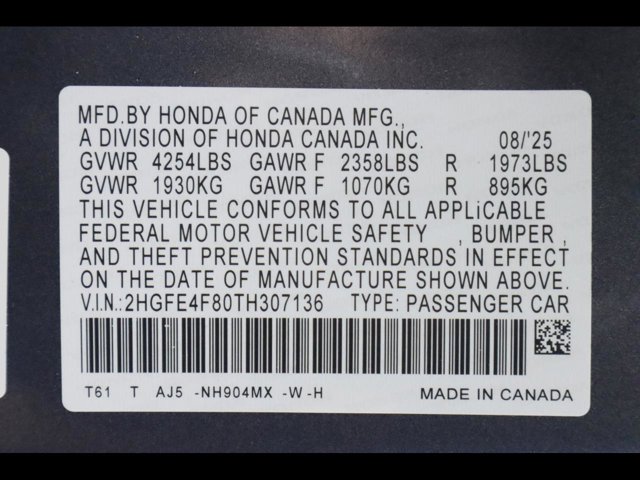 MFD.BY HONDA OF CANADA MFG.,
A DIVISION OF HONDA CANADA INC. 08/'25
GVWR 4254LBS GAWR F 2358LBS R 1973LBS
GVWR 1930KG GAWR F 1070KG R 895KG
THIS VEHICLE CONFORMS TO ALL APPLiCABLE
FEDERAL MOTOR VEHICLE SAFETY , BUMPER ,
AND THEFT PREVENTION STANDARDS IN EFFECT
ON THE DATE OF MANUFACTURE SHOWN ABOVE.
V.I.N.:2HGFE4F80TH307136 TYPE: PASSENGER CAR
T61 T AJ5 -NH904MX -W-H MADE IN CANADA